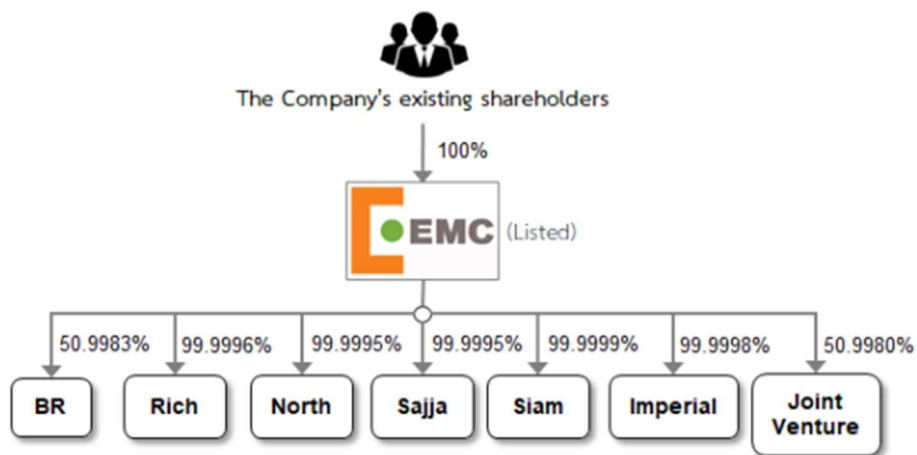 The Company's existing shareholders
100%
EMC (Listed)
50.9983% 99.9996% 99.9995% 99.9995% 99.9999% 99.9998% 50.9980%
BR Rich North Sajja Siam Imperial Joint
Venture